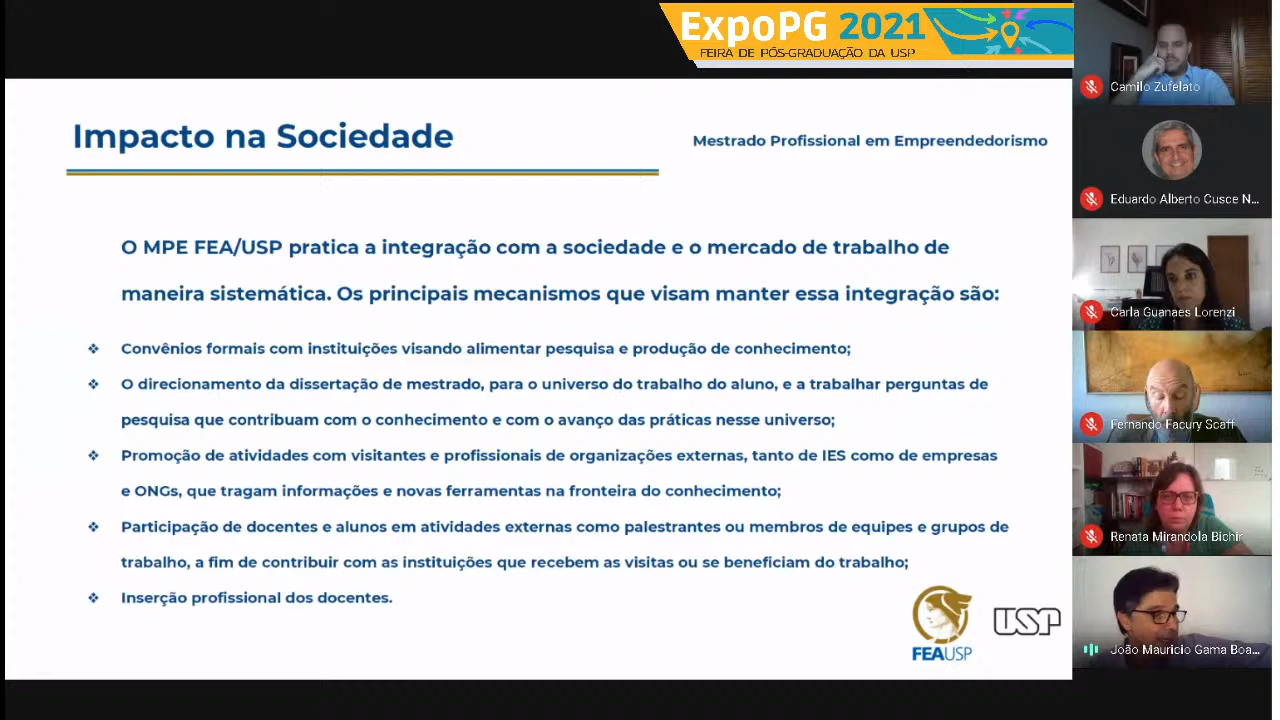 ExpoPG 2021
FEIRA DE PÓS-GRADUAÇÃO DA USP
Impacto na Sociedade
Mestrado Profissional em Empreendedorismo
O MPE FEA/USP pratica a integração com a sociedade e o mercado de trabalho de
maneira sistemática. Os principais mecanismos que visam manter essa integração são:
❖ Convênios formais com instituições visando alimentar pesquisa e produção de conhecimento;
❖ O direcionamento da dissertação de mestrado, para o universo do trabalho do aluno, e a trabalhar perguntas de
pesquisa que contribuam com o conhecimento e com o avanço das práticas nesse universo;
❖ Promoção de atividades com visitantes e profissionais de organizações externas, tanto de IES como de empresas
e ONGs, que tragam informações e novas ferramentas na fronteira do conhecimento;
❖ Participação de docentes e alunos em atividades externas como palestrantes ou membros de equipes e grupos de
trabalho, a fim de contribuir com as instituições que recebem as visitas ou se beneficiam do trabalho;
❖ Inserção profissional dos docentes.
FEAUSP
USP
Camilo Zufelato
Eduardo Alberto Cusce N...
Carla Guanaes Lorenzi
Fernando Facury Scaff
Renata Mirandola Bichir
João Mauricio Gama Boa...